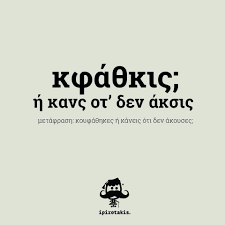 κφάθκις;
ή κανς οτ’ δεν άκσις
μετάφραση: κουφάθηκες ή κάνεις ότι δεν άκουσες;
ipirotakis.